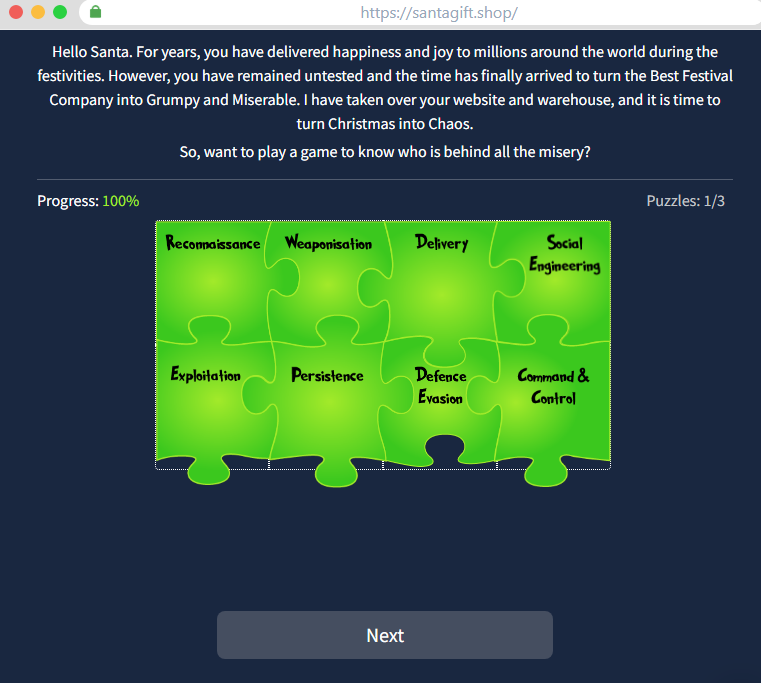 https://santagift.shop/
Hello Santa. For years, you have delivered happiness and joy to millions around the world during the
festivities. However, you have remained untested and the time has finally arrived to turn the Best Festival
Company into Grumpy and Miserable. I have taken over your website and warehouse, and it is time to
turn Christmas into Chaos.
So, want to play a game to know who is behind all the misery?
Progress: 100%
Puzzles: 1/3
Reconnaissance
Weaponisation
Delivery
Social
Engineering
Exploitation
Persistence
Defence
Evasion
Command &
Control
Next